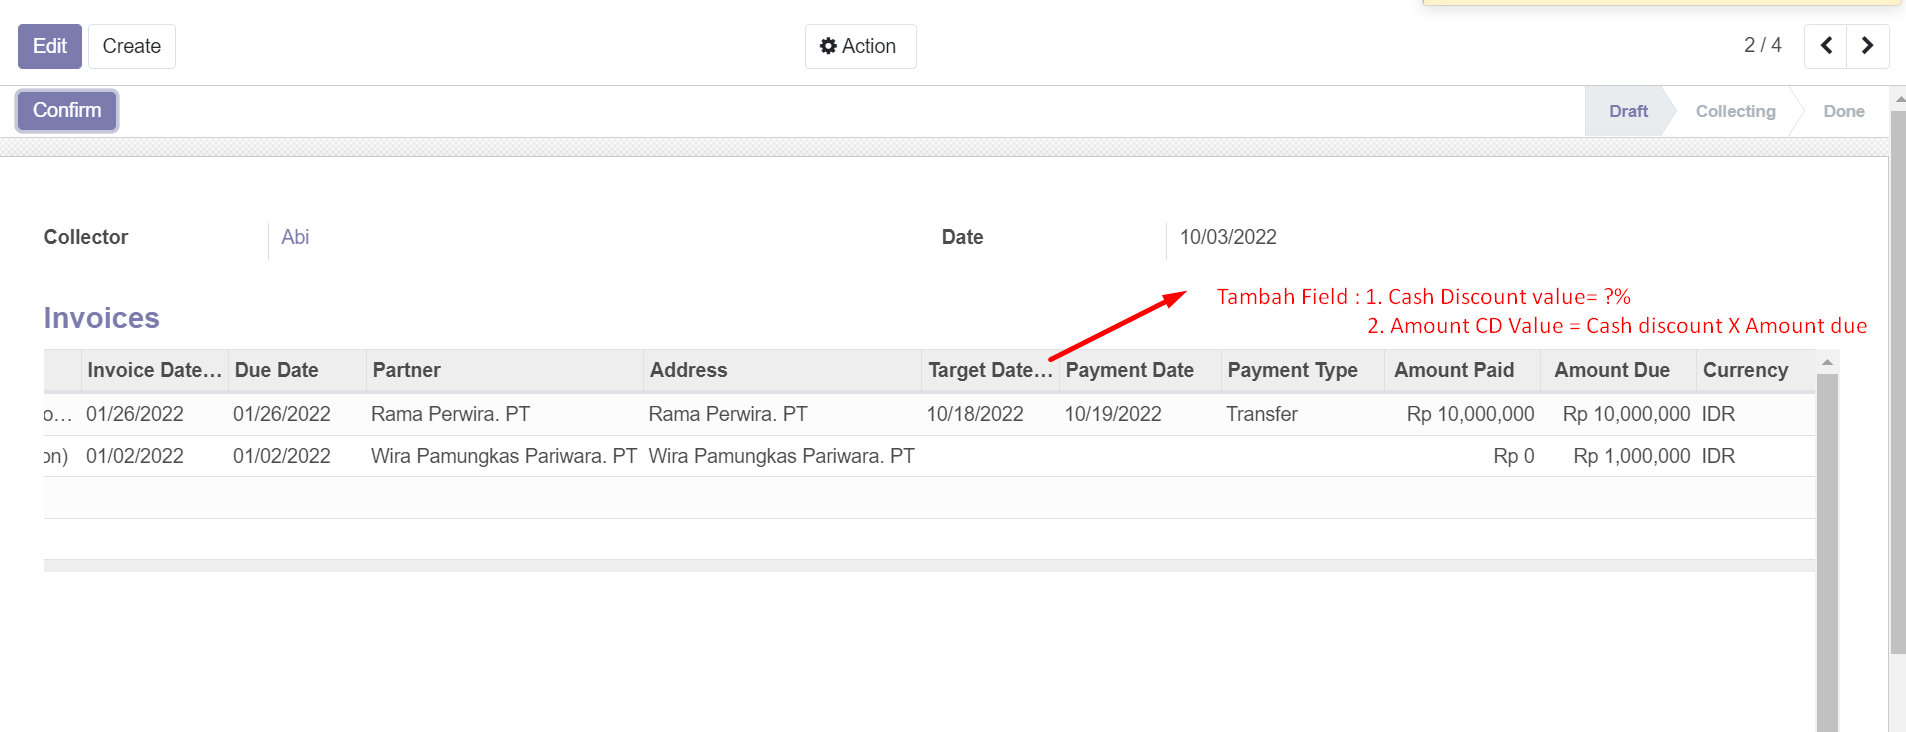 Edit Create Action 2 / 4
Confirm Draft Collecting Done
Collector Abi Date 10/03/2022
Tambah Field : 1. Cash Discount value= ?%
Invoices
2. Amount CD Value = Cash discount X Amount due
Invoice Date... Due Date Partner Address Target Date... Payment Date Payment Type Amount Paid Amount Due Currency
o... 01/26/2022 01/26/2022 Rama Perwira. PT Rama Perwira. PT 10/18/2022 10/19/2022 Transfer Rp 10,000,000 Rp 10,000,000 IDR
on) 01/02/2022 01/02/2022 Wira Pamungkas Pariwara. PT Wira Pamungkas Pariwara. PT Rp 0 Rp 1,000,000 IDR